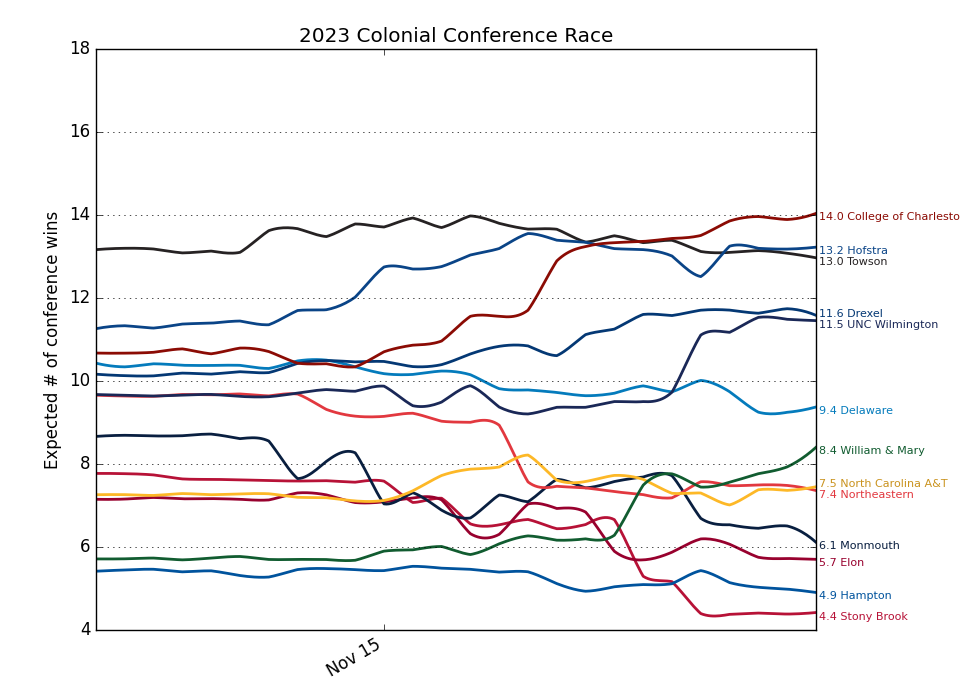 2023 Colonial Conference Race
18
16
14
12
10
8
6
4
Expected # of conference wins
Nov 15
14.0 College of Charlesto
13.2 Hofstra
13.0 Towson
11.6 Drexel
11.5 UNC Wilmington
9.4 Delaware
8.4 William & Mary
7.5 North Carolina A&T
7.4 Northeastern
6.1 Monmouth
5.7 Elon
4.9 Hampton
4.4 Stony Brook